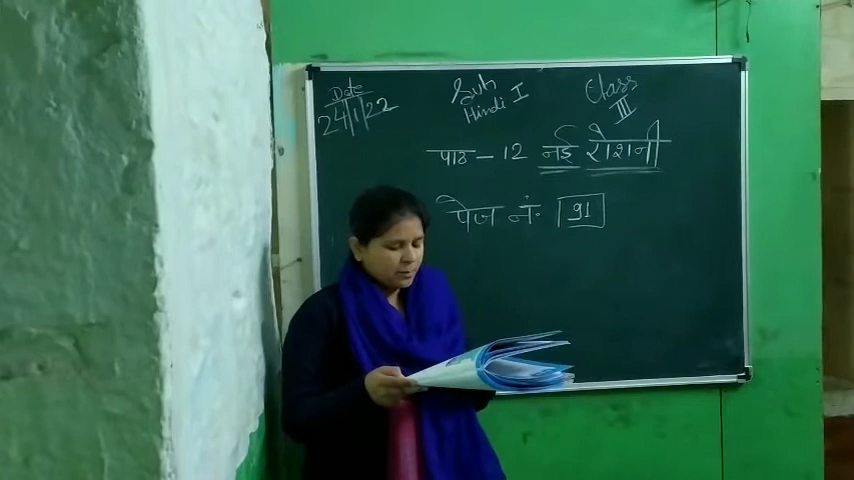 Date Sub Class
24/1/22 Hindi I III
पाठ - 12 नई रोशनी
पेज नं. 91